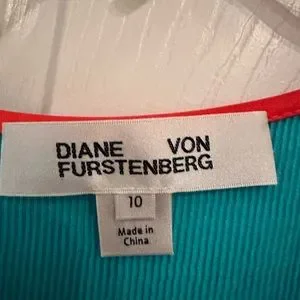 DIANE VON
FURSTENBERG
10
Made in
China